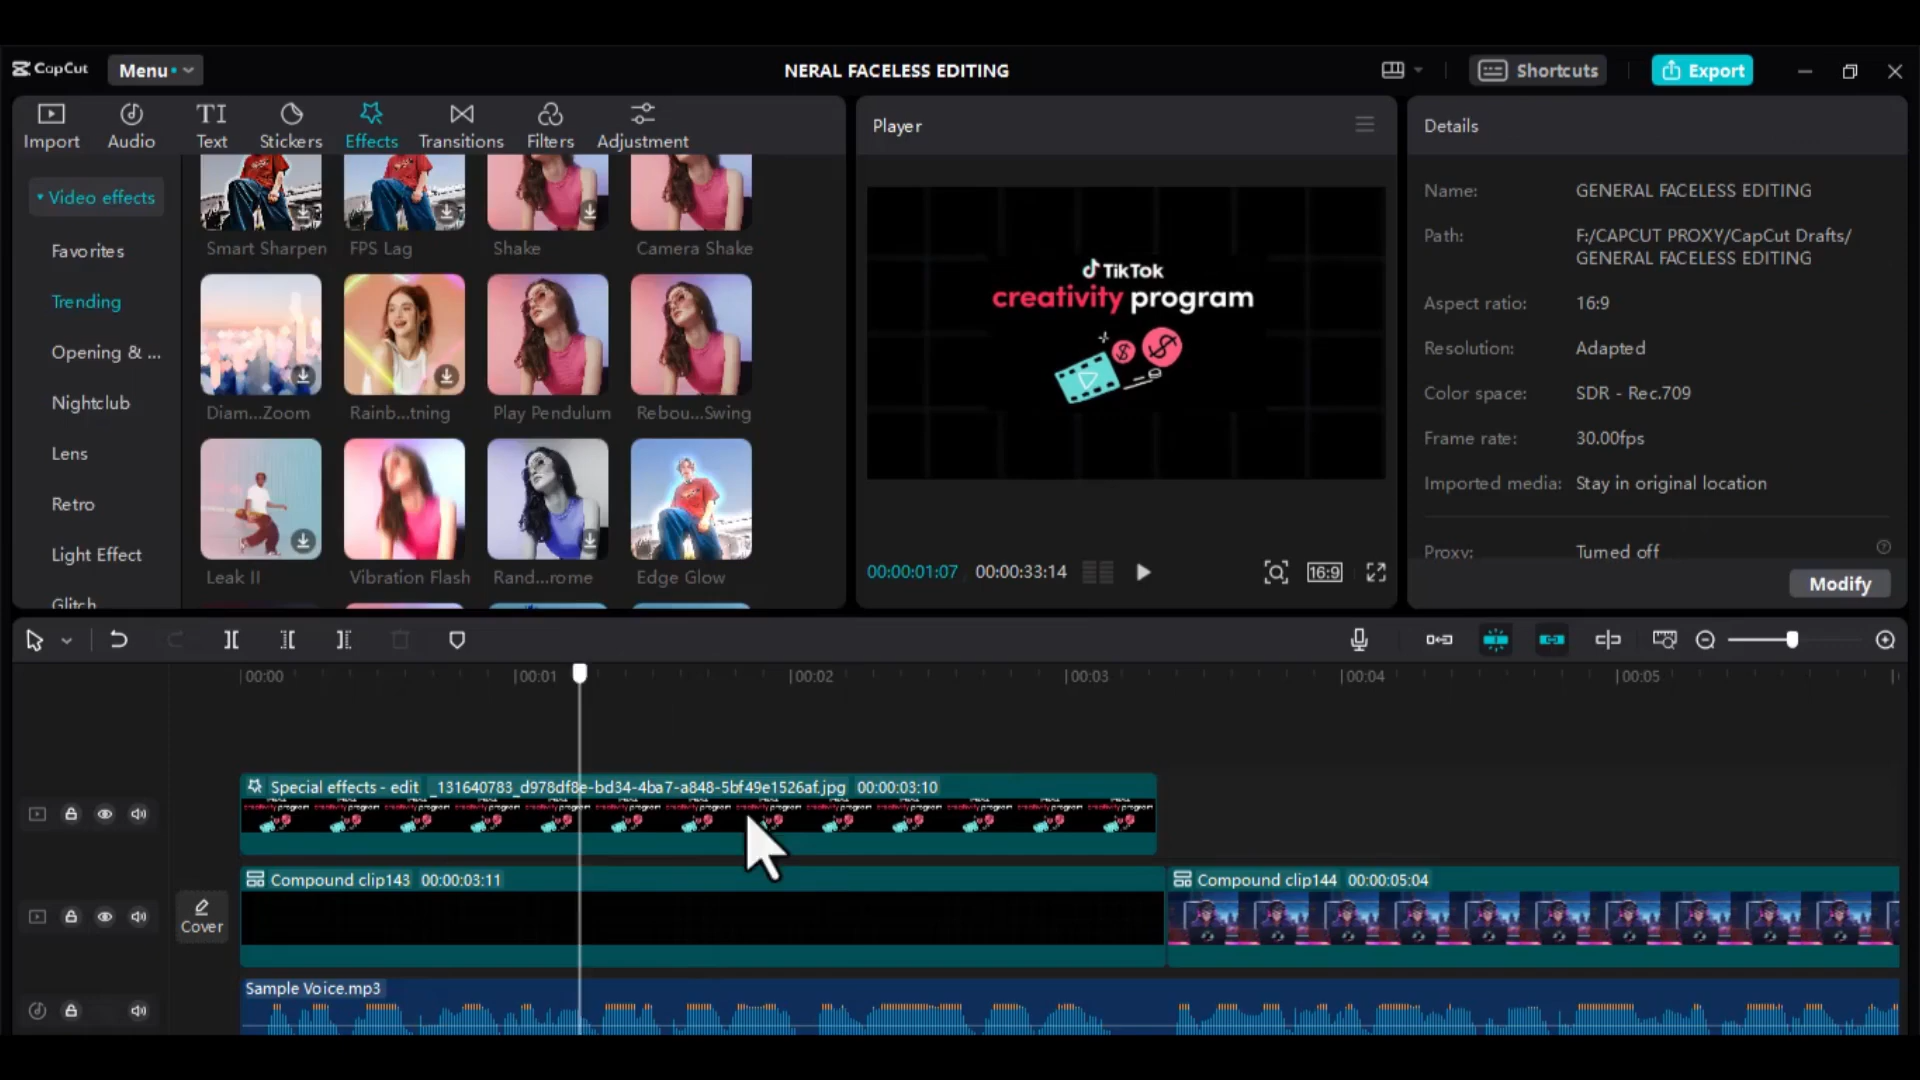 CapCut
Menu
NERAL FACELESS EDITING
Shortcuts
Export
Import
Audio
TI
Text
Stickers
Effects
Transitions
Filters
Adjustment
Video effects
Favorites
Trending
Opening & ...
Nightclub
Lens
Retro
Light Effect
Glitch
Smart Sharpen
FPS Lag
Shake
Camera Shake
Diam...Zoom
Rainb...tning
Play Pendulum
Rebou...Swing
Leak II
Vibration Flash
Rand...rome
Edge Glow
Player
TikTok
creativity program
00:00:01:07
00:00:33:14
16:9
Details
Name: GENERAL FACELESS EDITING
Path: F:/CAPCUT PROXY/CapCut Drafts/
GENERAL FACELESS EDITING
Aspect ratio: 16:9
Resolution: Adapted
Color space: SDR - Rec.709
Frame rate: 30.00fps
Imported media: Stay in original location
Proxy: Turned off
Modify
00:00
00:01
00:02
00:03
00:04
00:05
Special effects - edit _131640783_d978df8e-bd34-4ba7-a848-5bf49e1526af.jpg 00:00:03:10
Cover
Compound clip143 00:00:03:11
Compound clip144 00:00:05:04
Sample Voice.mp3